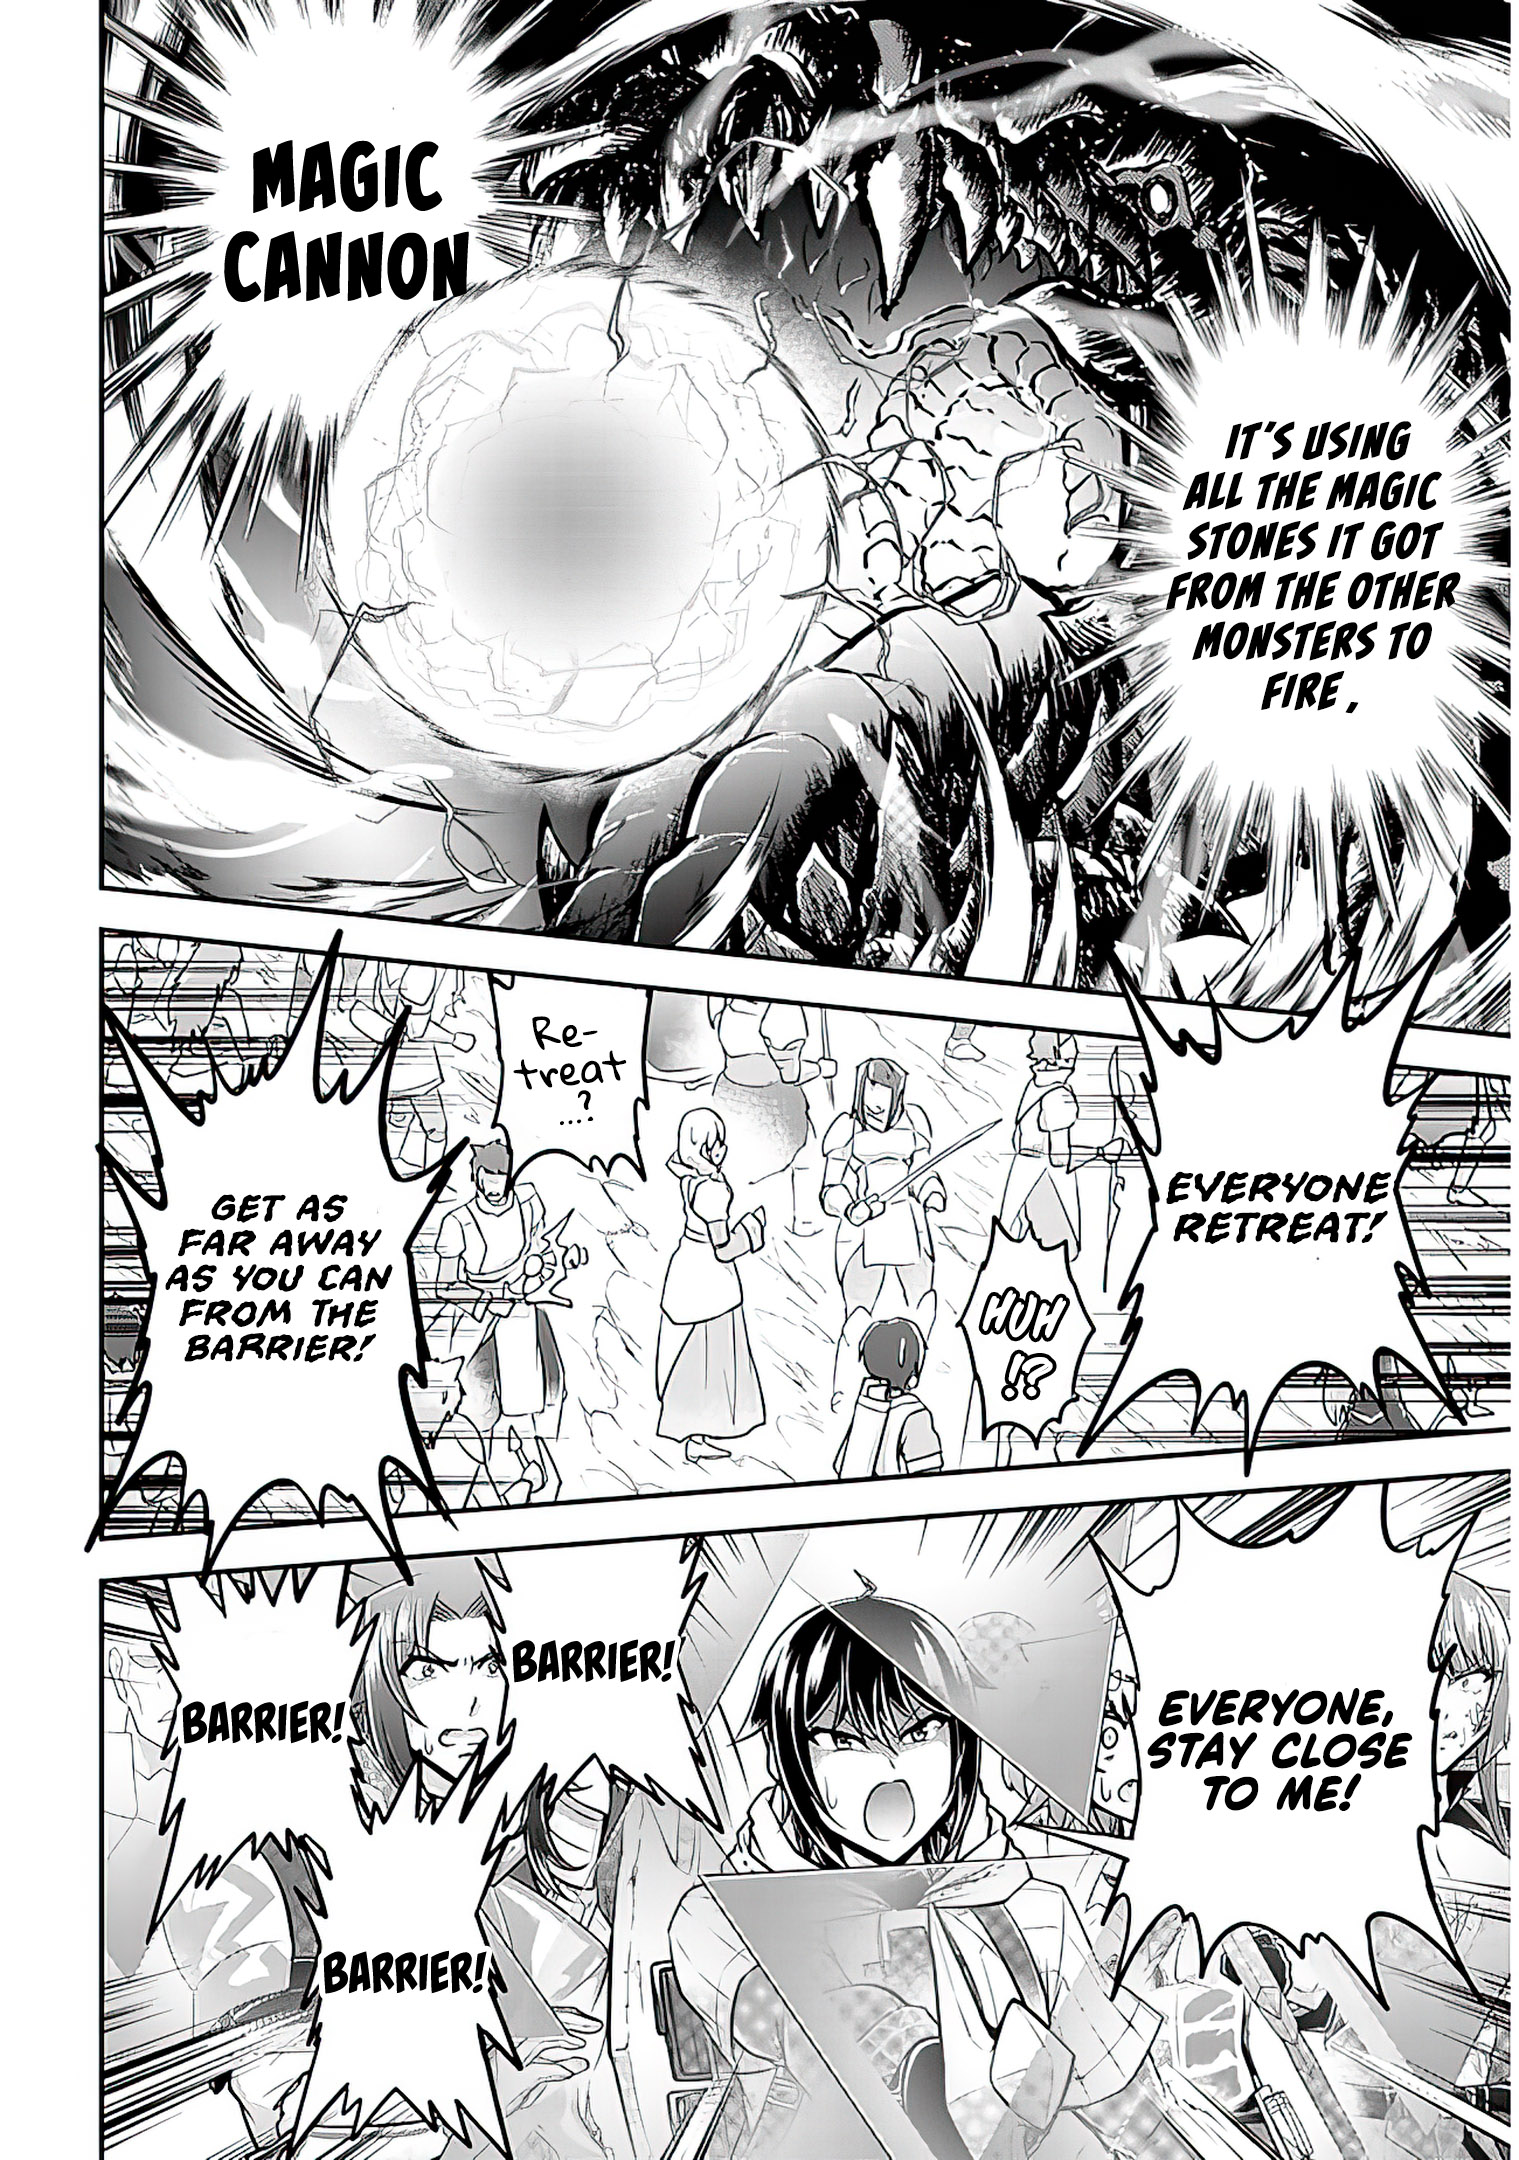 IT'S USING
ALL THE MAGIC
STONES IT GOT
FROM THE OTHER
MONSTERS TO
FIRE,
MAGIC
CANNON
EVERYONE
RETREAT!
HUH
!?
Re-
treat
...?
GET AS
FAR AWAY
AS YOU CAN
FROM THE
BARRIER!
EVERYONE,
STAY CLOSE
TO ME!
BARRIER!
BARRIER!
BARRIER!